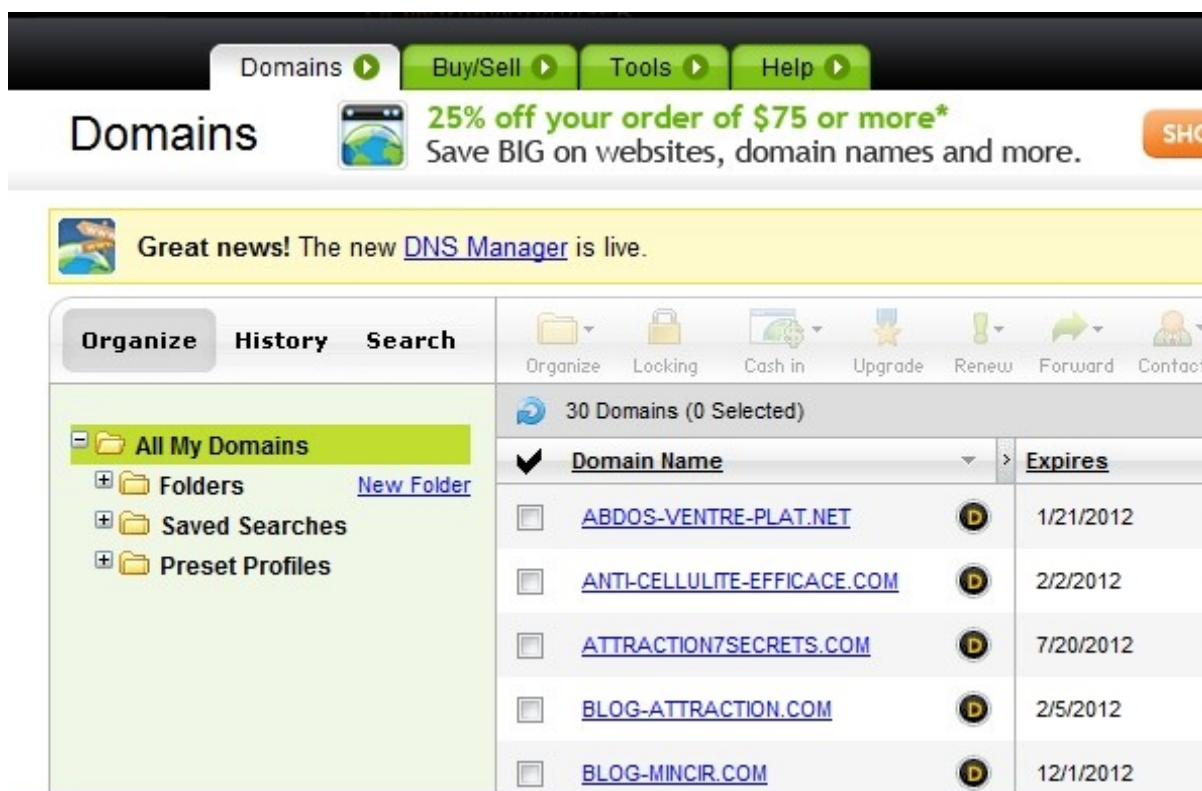 Domains Buy/Sell Tools Help
Domains
25% off your order of $75 or more*
Save BIG on websites, domain names and more.
Great news! The new DNS Manager is live.
Organize History Search
Organize Locking Cash in Upgrade Renew Forward Contact
30 Domains (0 Selected)
All My Domains
Folders New Folder
Saved Searches
Preset Profiles
Domain Name Expires
ABDOS-VENTRE-PLAT.NET D 1/21/2012
ANTI-CELLULITE-EFFICACE.COM D 2/2/2012
ATTRACTION7SECRETS.COM D 7/20/2012
BLOG-ATTRACTION.COM D 2/5/2012
BLOG-MINCIR.COM D 12/1/2012